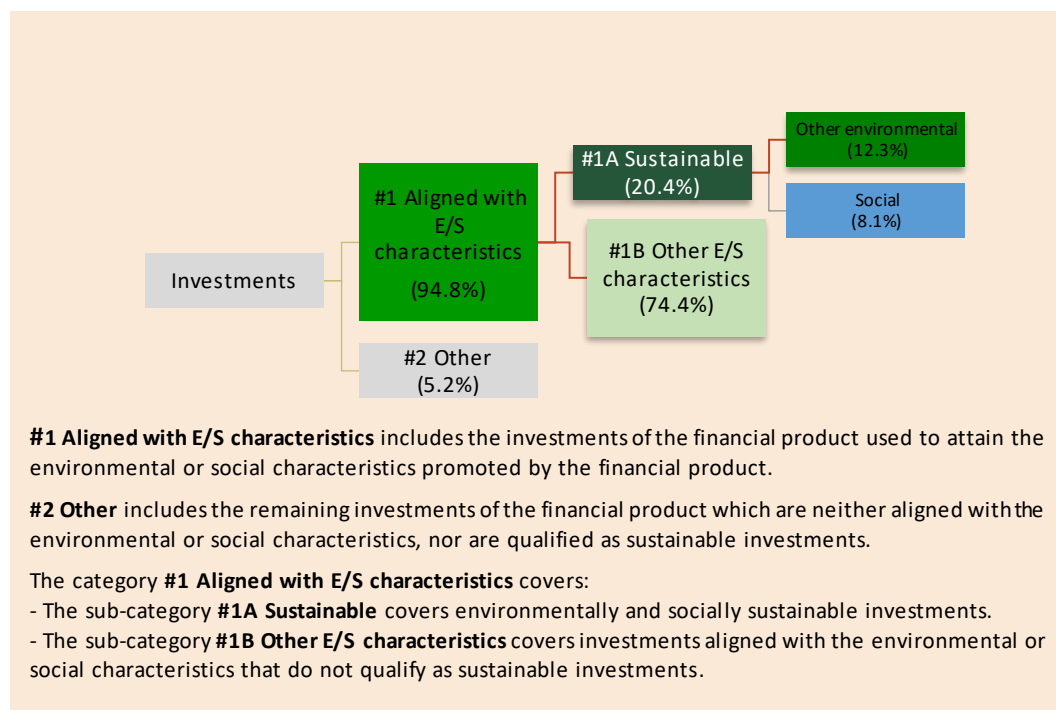 Other environmental
(12.3%)
#1A Sustainable
(20.4%)
#1 Aligned with
E/S
characteristics
(94.8%)
Social
(8.1%)
#1B Other E/S
characteristics
(74.4%)
Investments
#2 Other
(5.2%)
#1 Aligned with E/S characteristics includes the investments of the financial product used to attain the
environmental or social characteristics promoted by the financial product.
#2 Other includes the remaining investments of the financial product which are neither aligned with the
environmental or social characteristics, nor are qualified as sustainable investments.
The category #1 Aligned with E/S characteristics covers:
- The sub-category #1A Sustainable covers environmentally and socially sustainable investments.
- The sub-category #1B Other E/S characteristics covers investments aligned with the environmental or
social characteristics that do not qualify as sustainable investments.